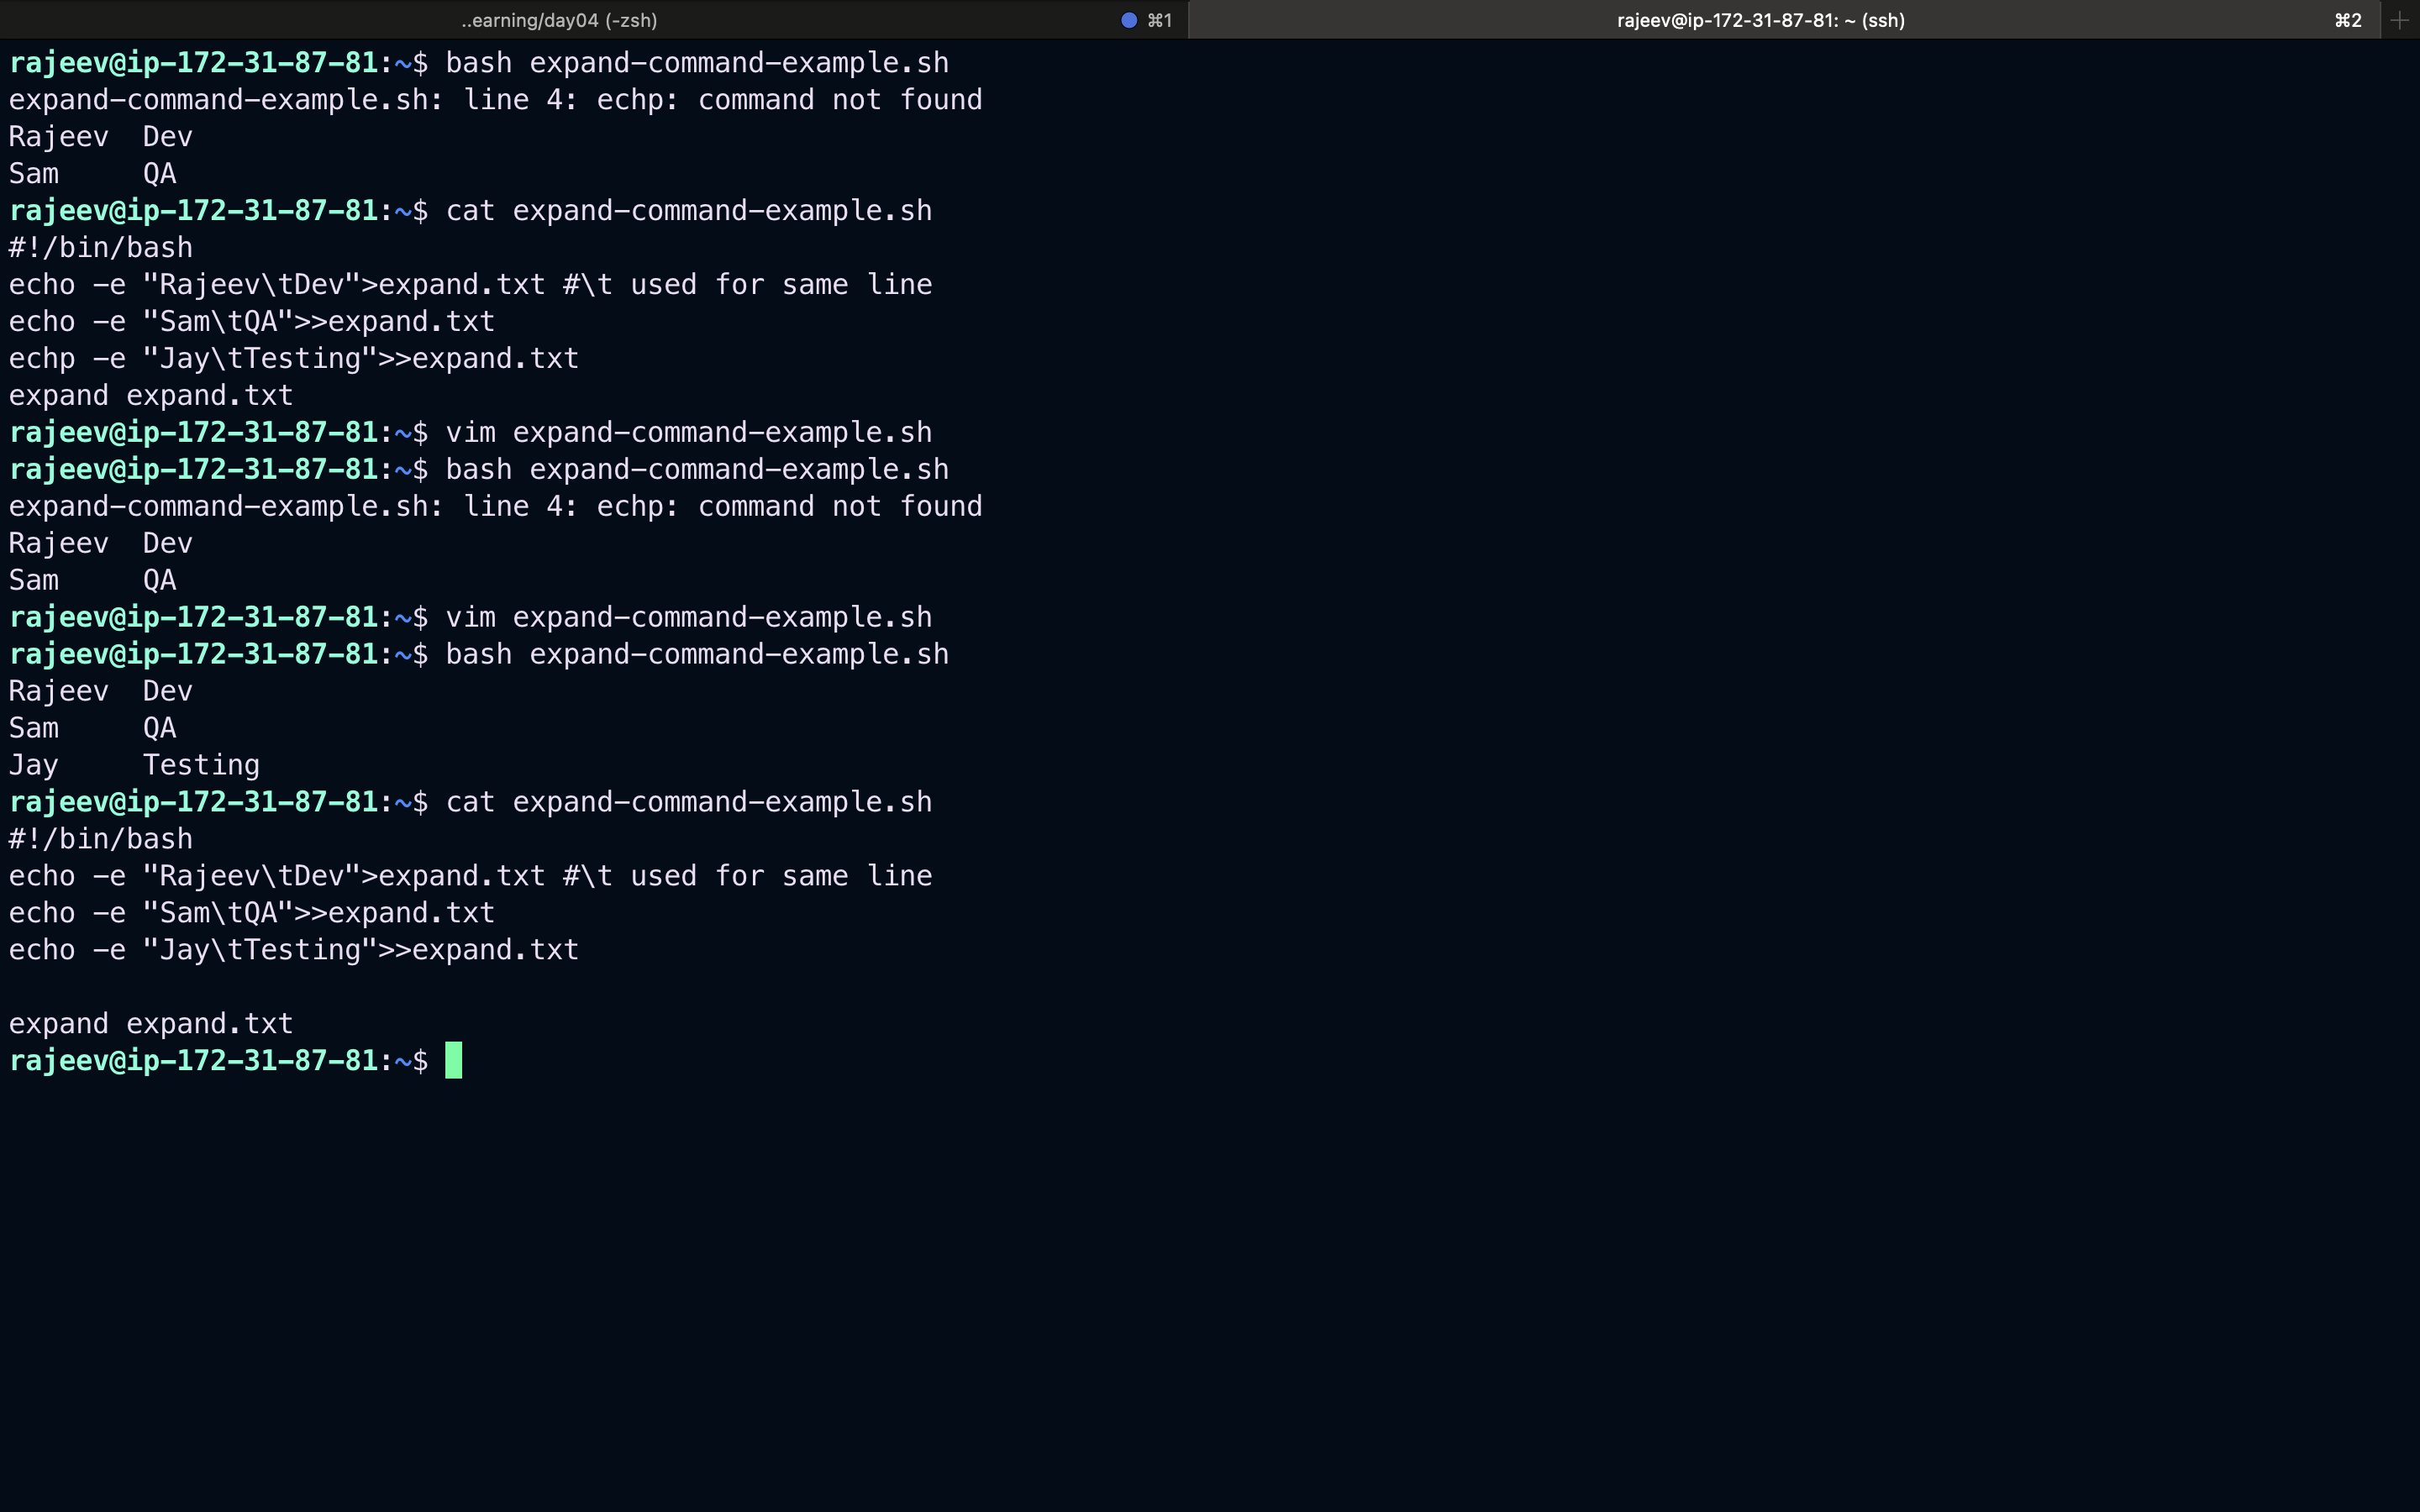 ..earning/day04 (-zsh) ⌘1 rajeev@ip-172-31-87-81: ~ (ssh) ⌘2
rajeev@ip-172-31-87-81:~$ bash expand-command-example.sh
expand-command-example.sh: line 4: echp: command not found
Rajeev  Dev
Sam     QA
rajeev@ip-172-31-87-81:~$ cat expand-command-example.sh
#!/bin/bash
echo -e "Rajeev\tDev">expand.txt #\t used for same line
echo -e "Sam\tQA">>expand.txt
echp -e "Jay\tTesting">>expand.txt
expand expand.txt
rajeev@ip-172-31-87-81:~$ vim expand-command-example.sh
rajeev@ip-172-31-87-81:~$ bash expand-command-example.sh
expand-command-example.sh: line 4: echp: command not found
Rajeev  Dev
Sam     QA
rajeev@ip-172-31-87-81:~$ vim expand-command-example.sh
rajeev@ip-172-31-87-81:~$ bash expand-command-example.sh
Rajeev  Dev
Sam     QA
Jay     Testing
rajeev@ip-172-31-87-81:~$ cat expand-command-example.sh
#!/bin/bash
echo -e "Rajeev\tDev">expand.txt #\t used for same line
echo -e "Sam\tQA">>expand.txt
echo -e "Jay\tTesting">>expand.txt

expand expand.txt
rajeev@ip-172-31-87-81:~$